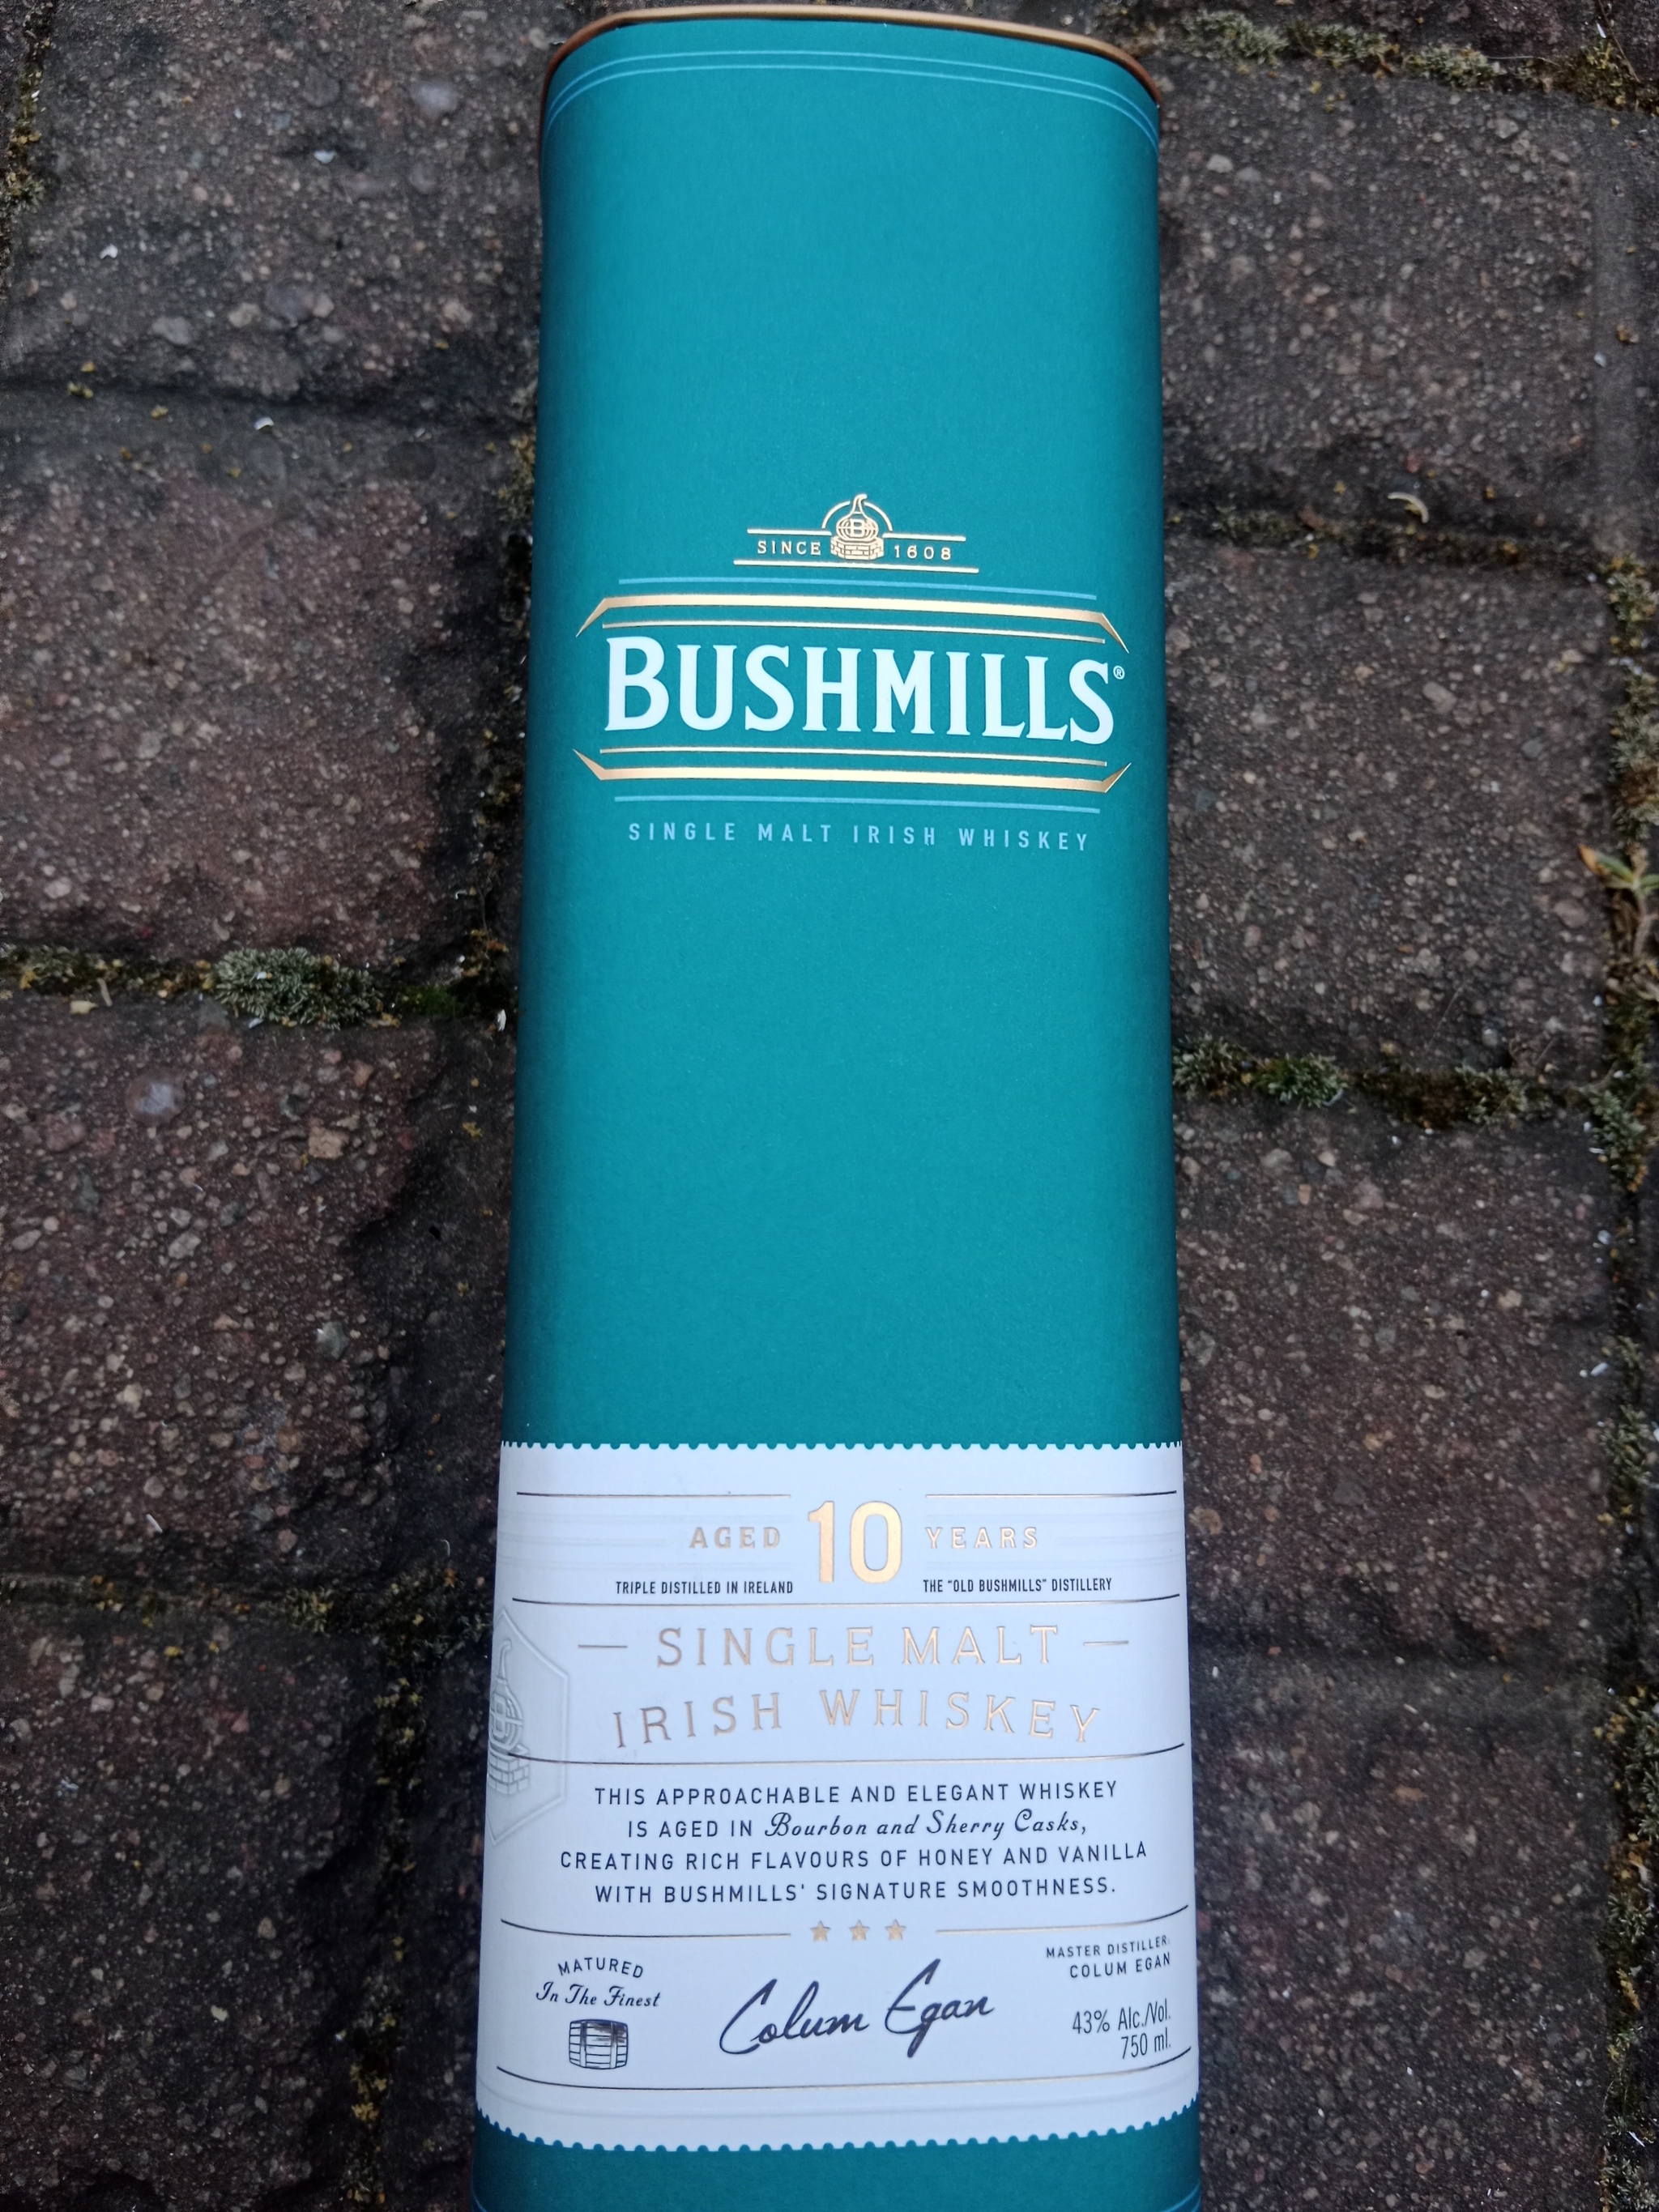 SINCE 1608
BUSHMILLS®
SINGLE MALT IRISH WHISKEY
AGED 10 YEARS
TRIPLE DISTILLED IN IRELAND THE "OLD BUSHMILLS" DISTILLERY
SINGLE MALT
IRISH WHISKEY
THIS APPROACHABLE AND ELEGANT WHISKEY
IS AGED IN Bourbon and Sherry Casks,
CREATING RICH FLAVOURS OF HONEY AND VANILLA
WITH BUSHMILLS' SIGNATURE SMOOTHNESS.
MATURED
In The Finest
Colum Egan
MASTER DISTILLER:
COLUM EGAN
43% Alc./Vol.
750 ml.